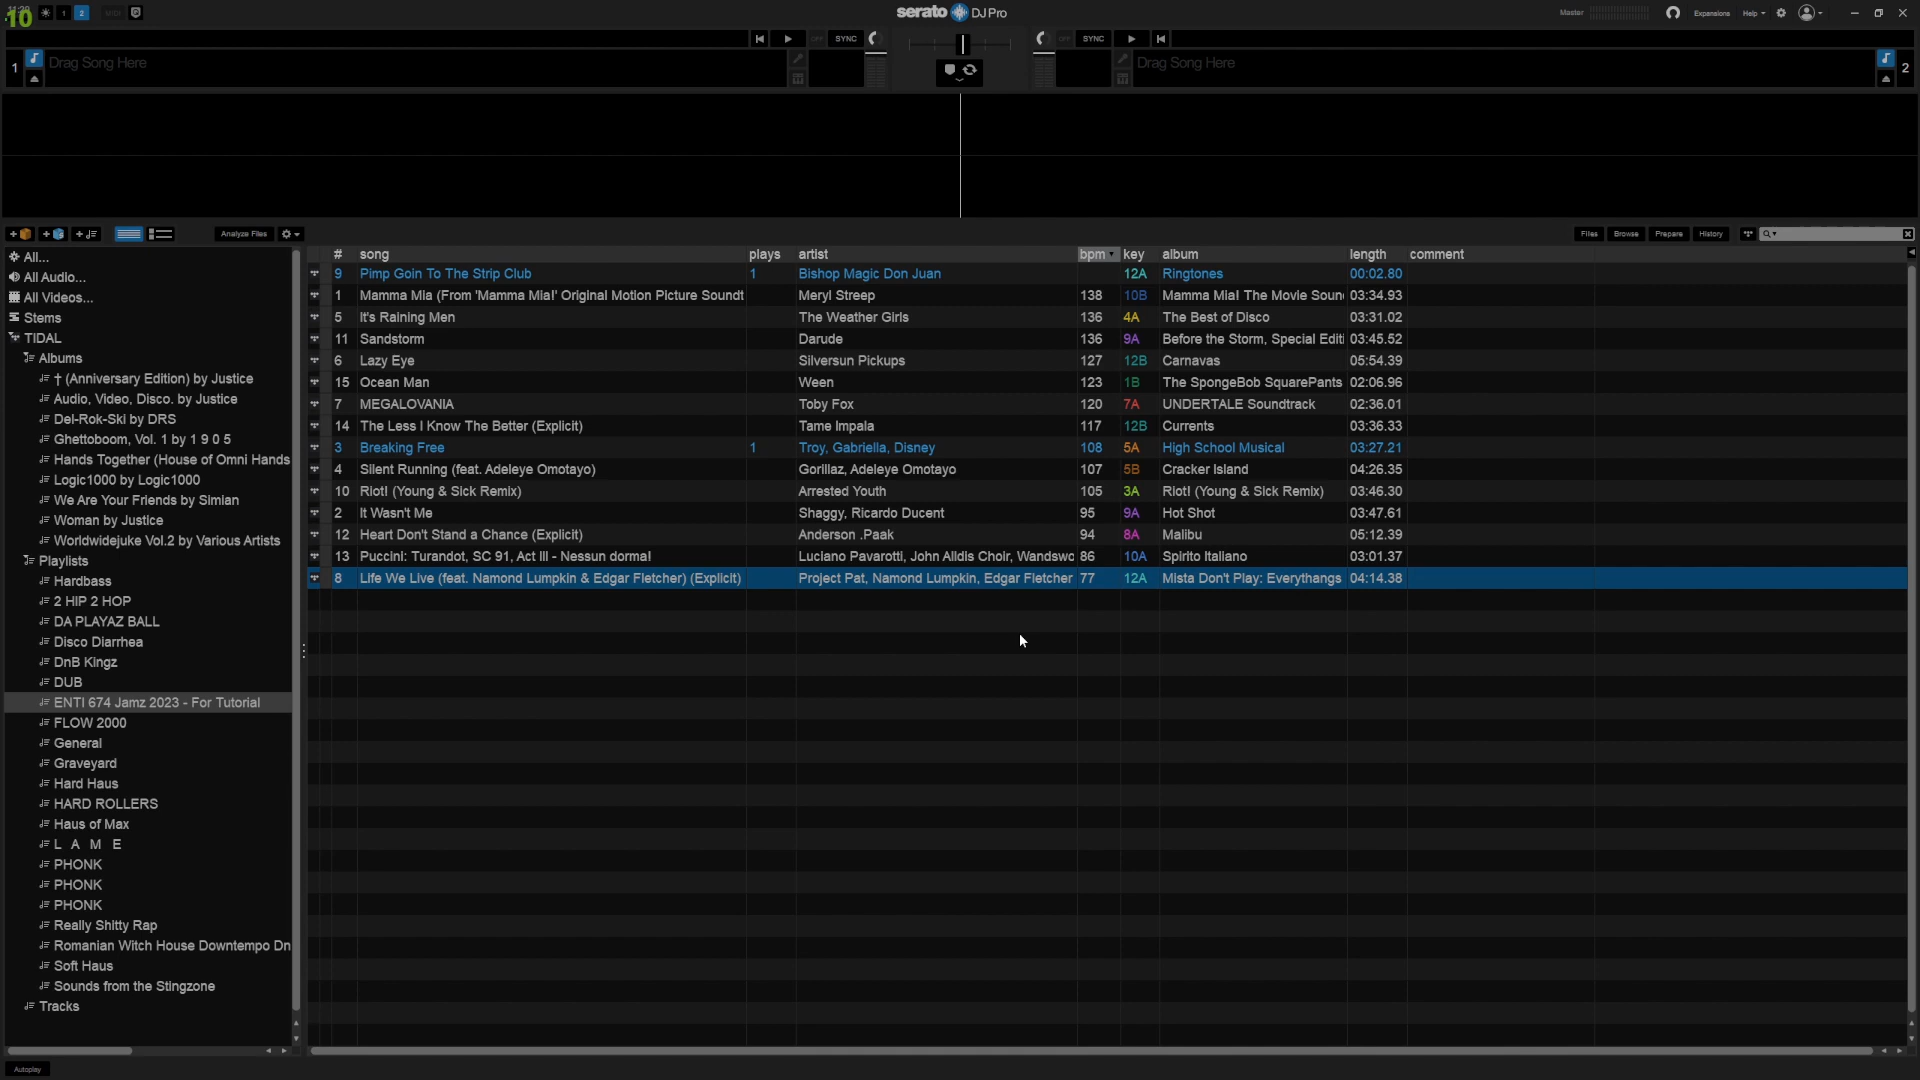 10
1 2 MIDI
serato DJ Pro
Master Expansions Help
OFF SYNC OFF SYNC
1 Drag Song Here Drag Song Here 2
Analyze Files Files Browse Prepare History
# song plays artist bpm key album length comment
9 Pimp Goin To The Strip Club 1 Bishop Magic Don Juan 12A Ringtones 00:02.80
1 Mamma Mia (From 'Mamma Mia!' Original Motion Picture Soundt Meryl Streep 138 10B Mamma Mia! The Movie Soun 03:34.93
5 It's Raining Men The Weather Girls 136 4A The Best of Disco 03:31.02
11 Sandstorm Darude 136 9A Before the Storm, Special Editi 03:45.52
6 Lazy Eye Silversun Pickups 127 12B Carnavas 05:54.39
15 Ocean Man Ween 123 1B The SpongeBob SquarePants 02:06.96
7 MEGALOVANIA Toby Fox 120 7A UNDERTALE Soundtrack 02:36.01
14 The Less I Know The Better (Explicit) Tame Impala 117 12B Currents 03:36.33
3 Breaking Free 1 Troy, Gabriella, Disney 108 5A High School Musical 03:27.21
4 Silent Running (feat. Adeleye Omotayo) Gorillaz, Adeleye Omotayo 107 5B Cracker Island 04:26.35
10 Riot! (Young & Sick Remix) Arrested Youth 105 3A Riot! (Young & Sick Remix) 03:46.30
2 It Wasn't Me Shaggy, Ricardo Ducent 95 9A Hot Shot 03:47.61
12 Heart Don't Stand a Chance (Explicit) Anderson .Paak 94 8A Malibu 05:12.39
13 Puccini: Turandot, SC 91, Act III - Nessun dorma! Luciano Pavarotti, John Alldis Choir, Wandswo 86 10A Spirito Italiano 03:01.37
8 Life We Live (feat. Namond Lumpkin & Edgar Fletcher) (Explicit) Project Pat, Namond Lumpkin, Edgar Fletcher 77 12A Mista Don't Play: Everythangs 04:14.38
All...
All Audio...
All Videos...
Stems
TIDAL
Albums
† (Anniversary Edition) by Justice
Audio, Video, Disco. by Justice
Del-Rok-Ski by DRS
Ghettoboom, Vol. 1 by 1 9 0 5
Hands Together (House of Omni Hands
Logic1000 by Logic1000
We Are Your Friends by Simian
Woman by Justice
Worldwidejuke Vol.2 by Various Artists
Playlists
Hardbass
2 HIP 2 HOP
DA PLAYAZ BALL
Disco Diarrhea
DnB Kingz
DUB
ENTI 674 Jamz 2023 - For Tutorial
FLOW 2000
General
Graveyard
Hard Haus
HARD ROLLERS
Haus of Max
L A M E
PHONK
PHONK
PHONK
Really Shitty Rap
Romanian Witch House Downtempo Dn
Soft Haus
Sounds from the Stingzone
Tracks
Autoplay